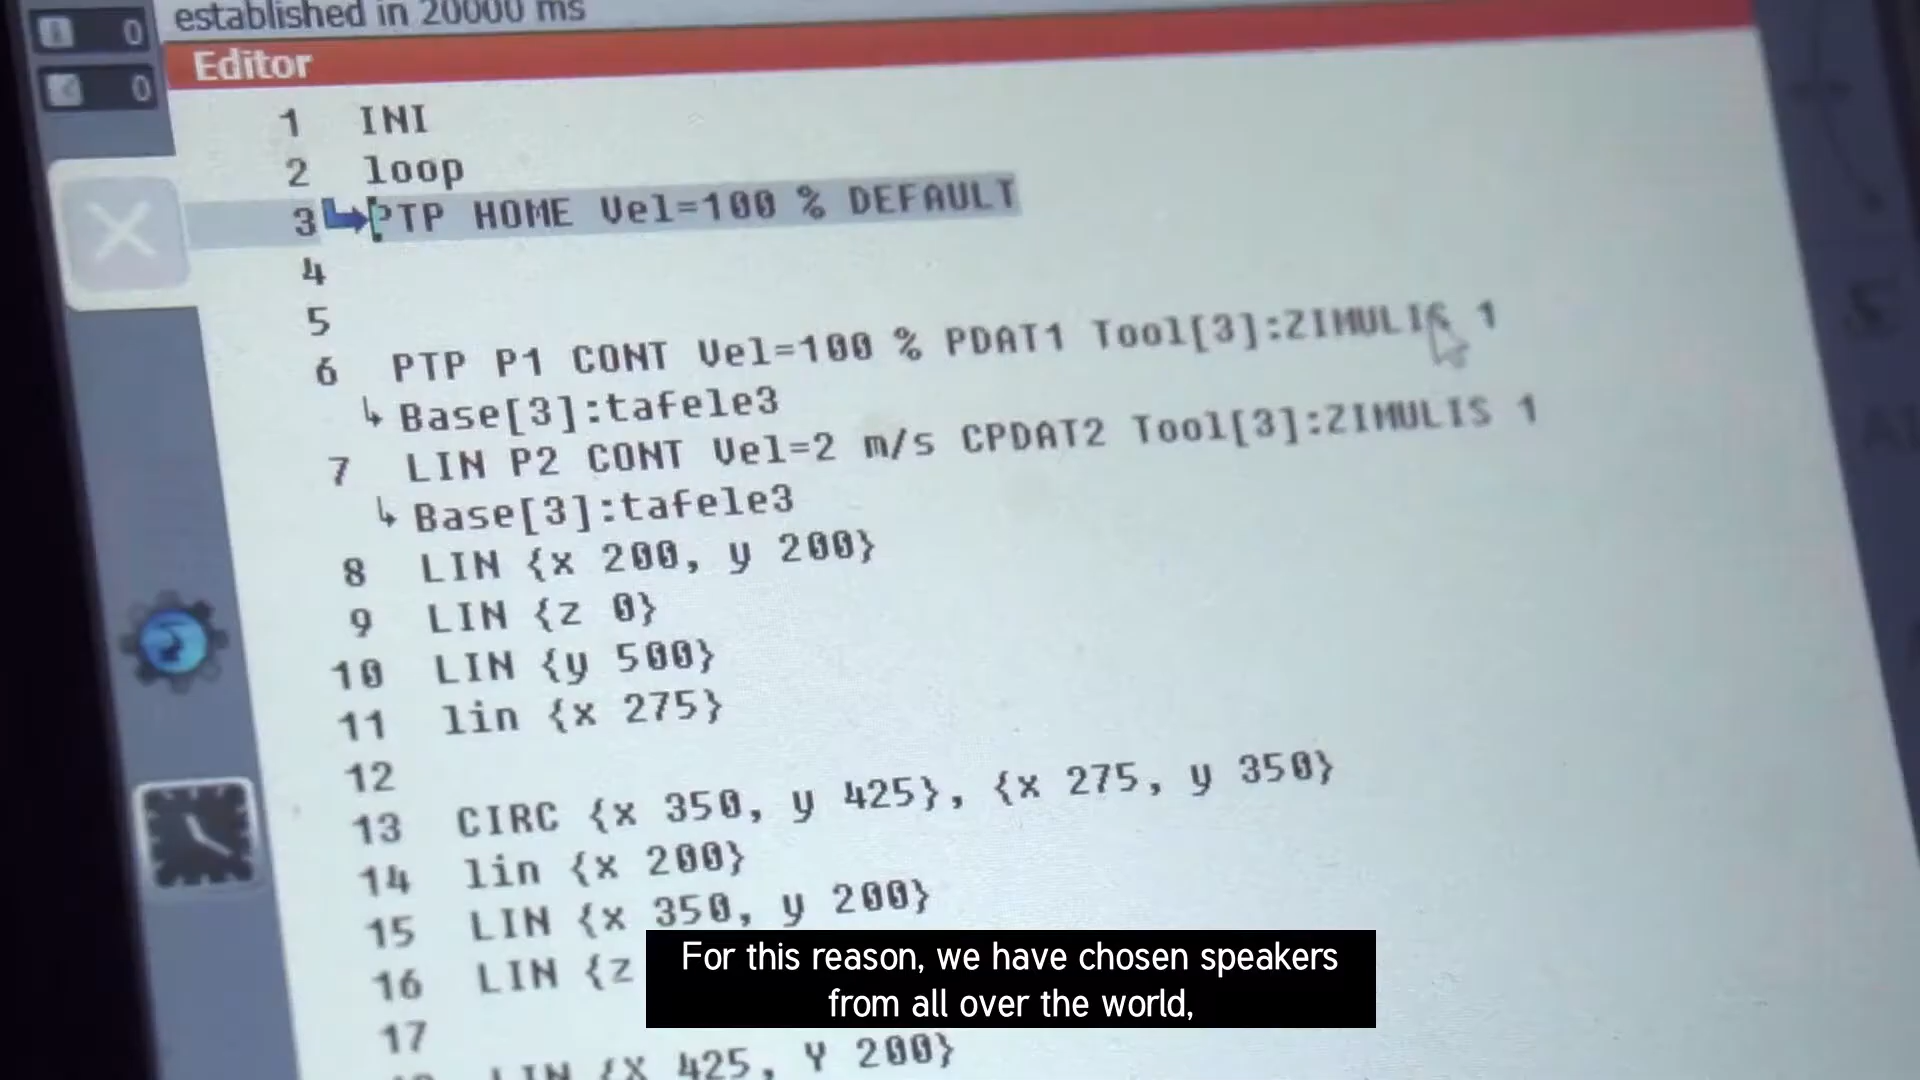 established in 20000 ms
0
Editor
0
1 INI
2 loop
3 PTP HOME Vel=100 % DEFAULT
4
5
6 PTP P1 CONT Vel=100 % PDAT1 Tool[3]:ZIMULIS 1
Base[3]:tafele3
7 LIN P2 CONT Vel=2 m/s CPDAT2 Tool[3]:ZIMULIS 1
Base[3]:tafele3
8 LIN {x 200, y 200}
9 LIN {z 0}
10 LIN {y 500}
11 lin {x 275}
12
13 CIRC {x 350, y 425}, {x 275, y 350}
14 lin {x 200}
15 LIN {x 350, y 200}
16 LIN {z
17
LIN {X 425, Y 200}
For this reason, we have chosen speakers
from all over the world,